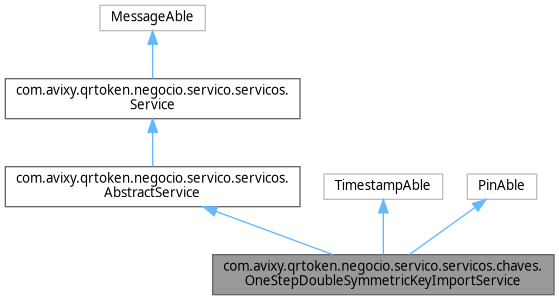 MessageAble
com.avixy.qrtoken.negocio.servico.servicos.
Service
com.avixy.qrtoken.negocio.servico.servicos.
AbstractService
TimestampAble
PinAble
com.avixy.qrtoken.negocio.servico.servicos.chaves.
OneStepDoubleSymmetricKeyImportService